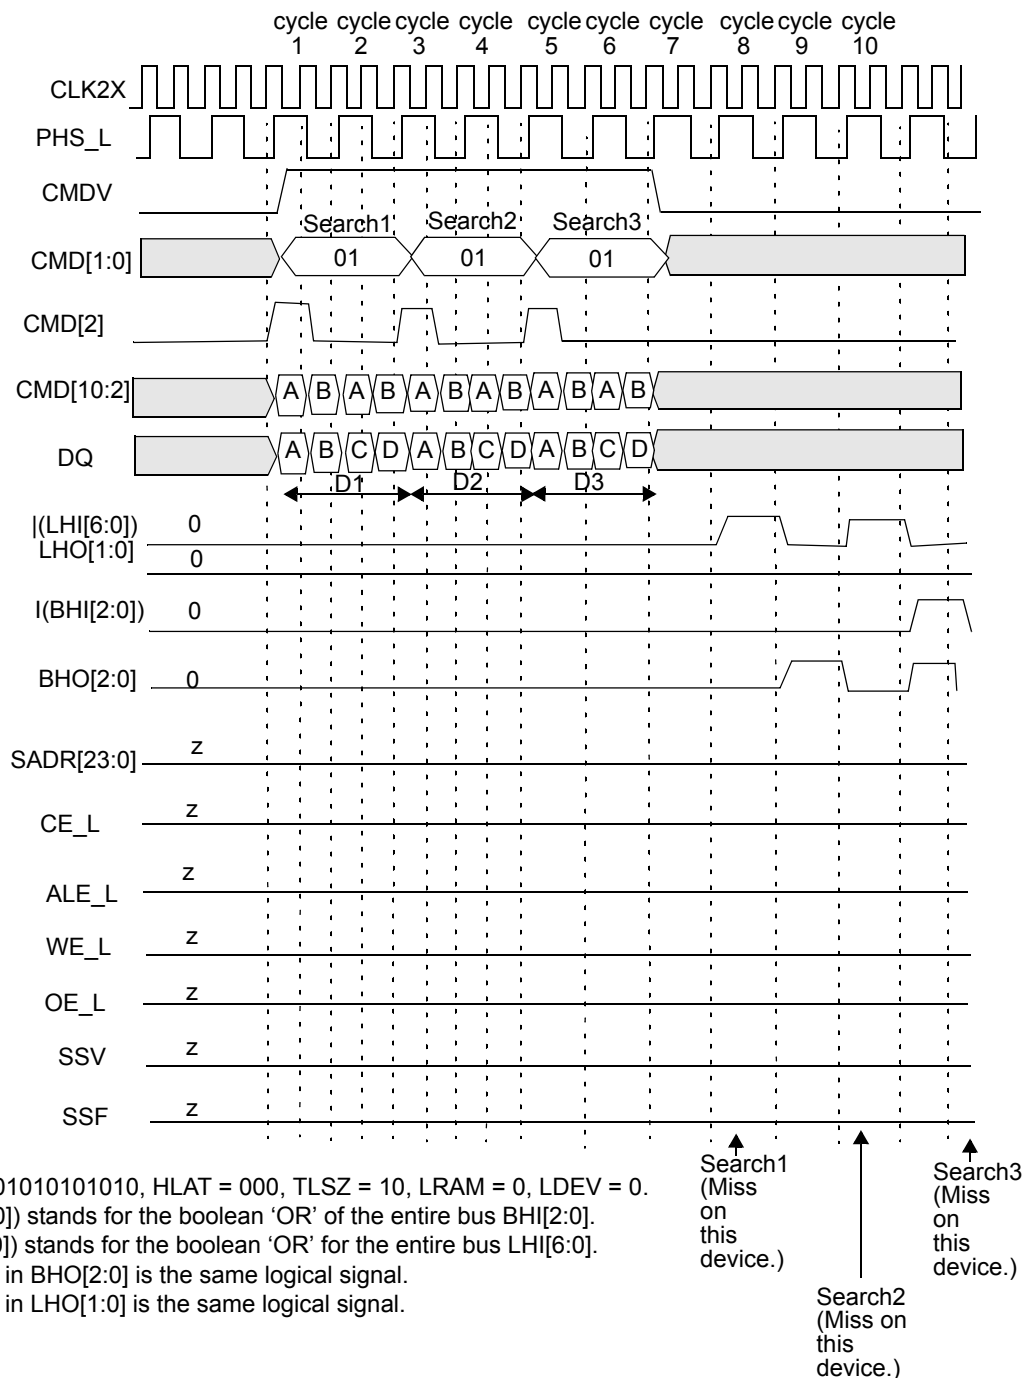 cycle cycle cycle cycle cycle cycle cycle cycle cycle cycle
1 2 3 4 5 6 7 8 9 10
CLK2X
PHS_L
CMDV
Search1 Search2 Search3
CMD[1:0] 01 01 01
CMD[2]
CMD[10:2] A B A B A B A B A B A B
DQ A B C D A B C D A B C D
D1 D2 D3
|(LHI[6:0]) 0
LHO[1:0] 0
I(BHI[2:0]) 0
BHO[2:0] 0
SADR[23:0] z
CE_L z
ALE_L z
WE_L z
OE_L z
SSV z
SSF z
Search1
(Miss
on
this
device.)
Search2
(Miss on
this
device.)
Search3
(Miss
on
this
device.)
01010101010, HLAT = 000, TLSZ = 10, LRAM = 0, LDEV = 0.
0]) stands for the boolean ‘OR’ of the entire bus BHI[2:0].
0]) stands for the boolean ‘OR’ for the entire bus LHI[6:0].
in BHO[2:0] is the same logical signal.
in LHO[1:0] is the same logical signal.